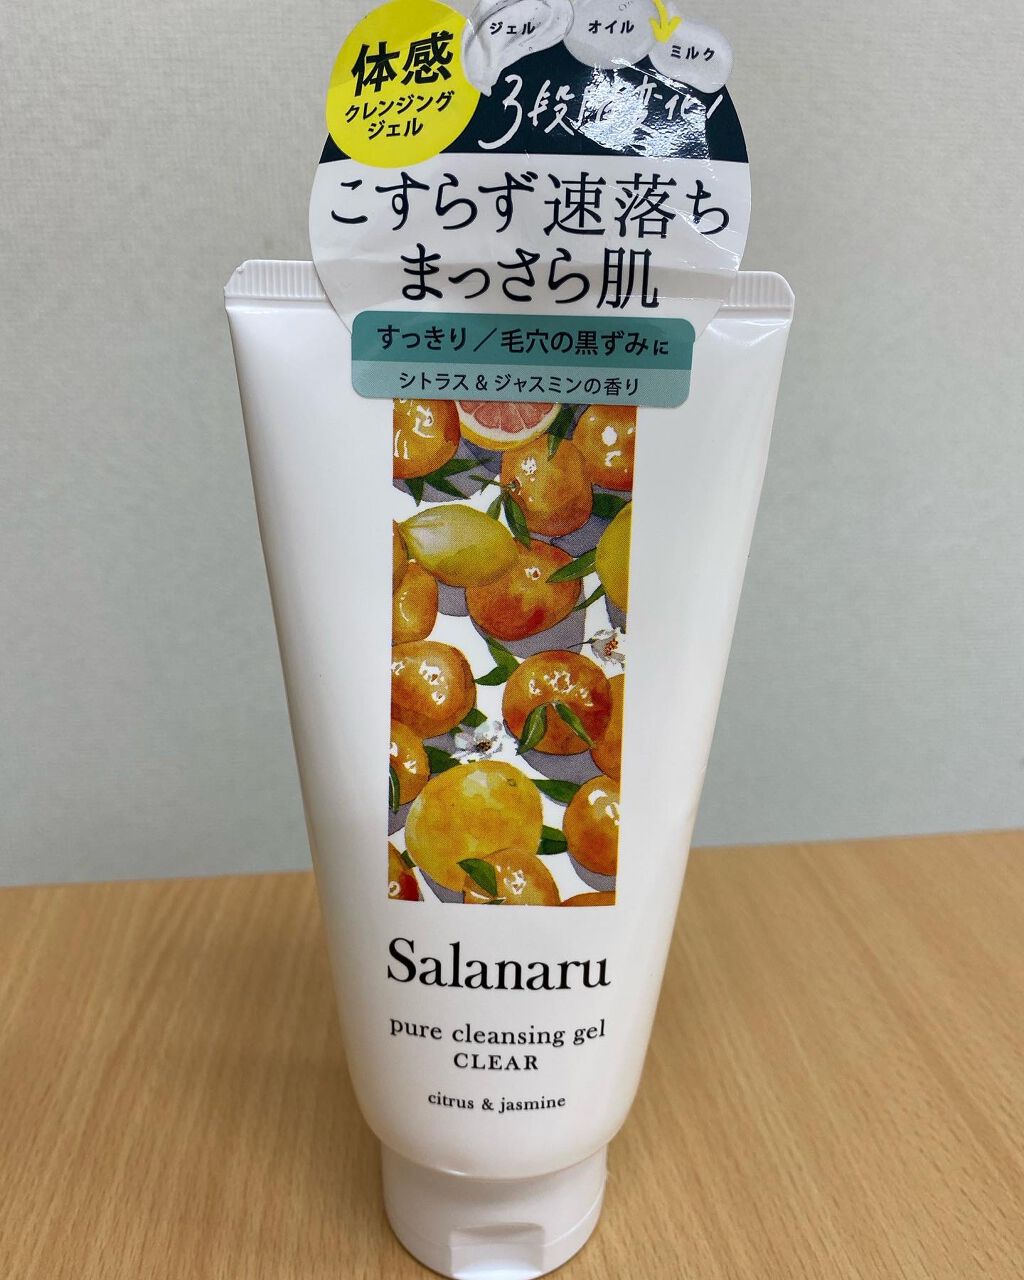 ジェル
オイル
ミルク
体感
クレンジング
ジェル
3段階変化!
こすらず速落ち
まっさら肌
すっきり/毛穴の黒ずみに
シトラス&ジャスミンの香り
Salanaru
pure cleansing gel
CLEAR
citrus & jasmine